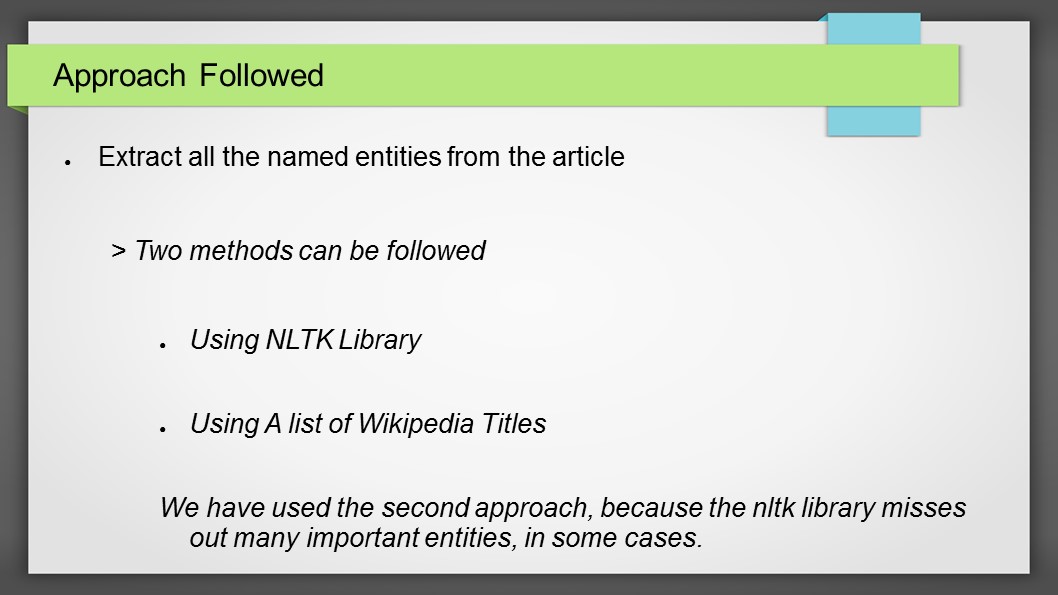 Approach Followed
● Extract all the named entities from the article
> Two methods can be followed
● Using NLTK Library
● Using A list of Wikipedia Titles
We have used the second approach, because the nltk library misses
out many important entities, in some cases.